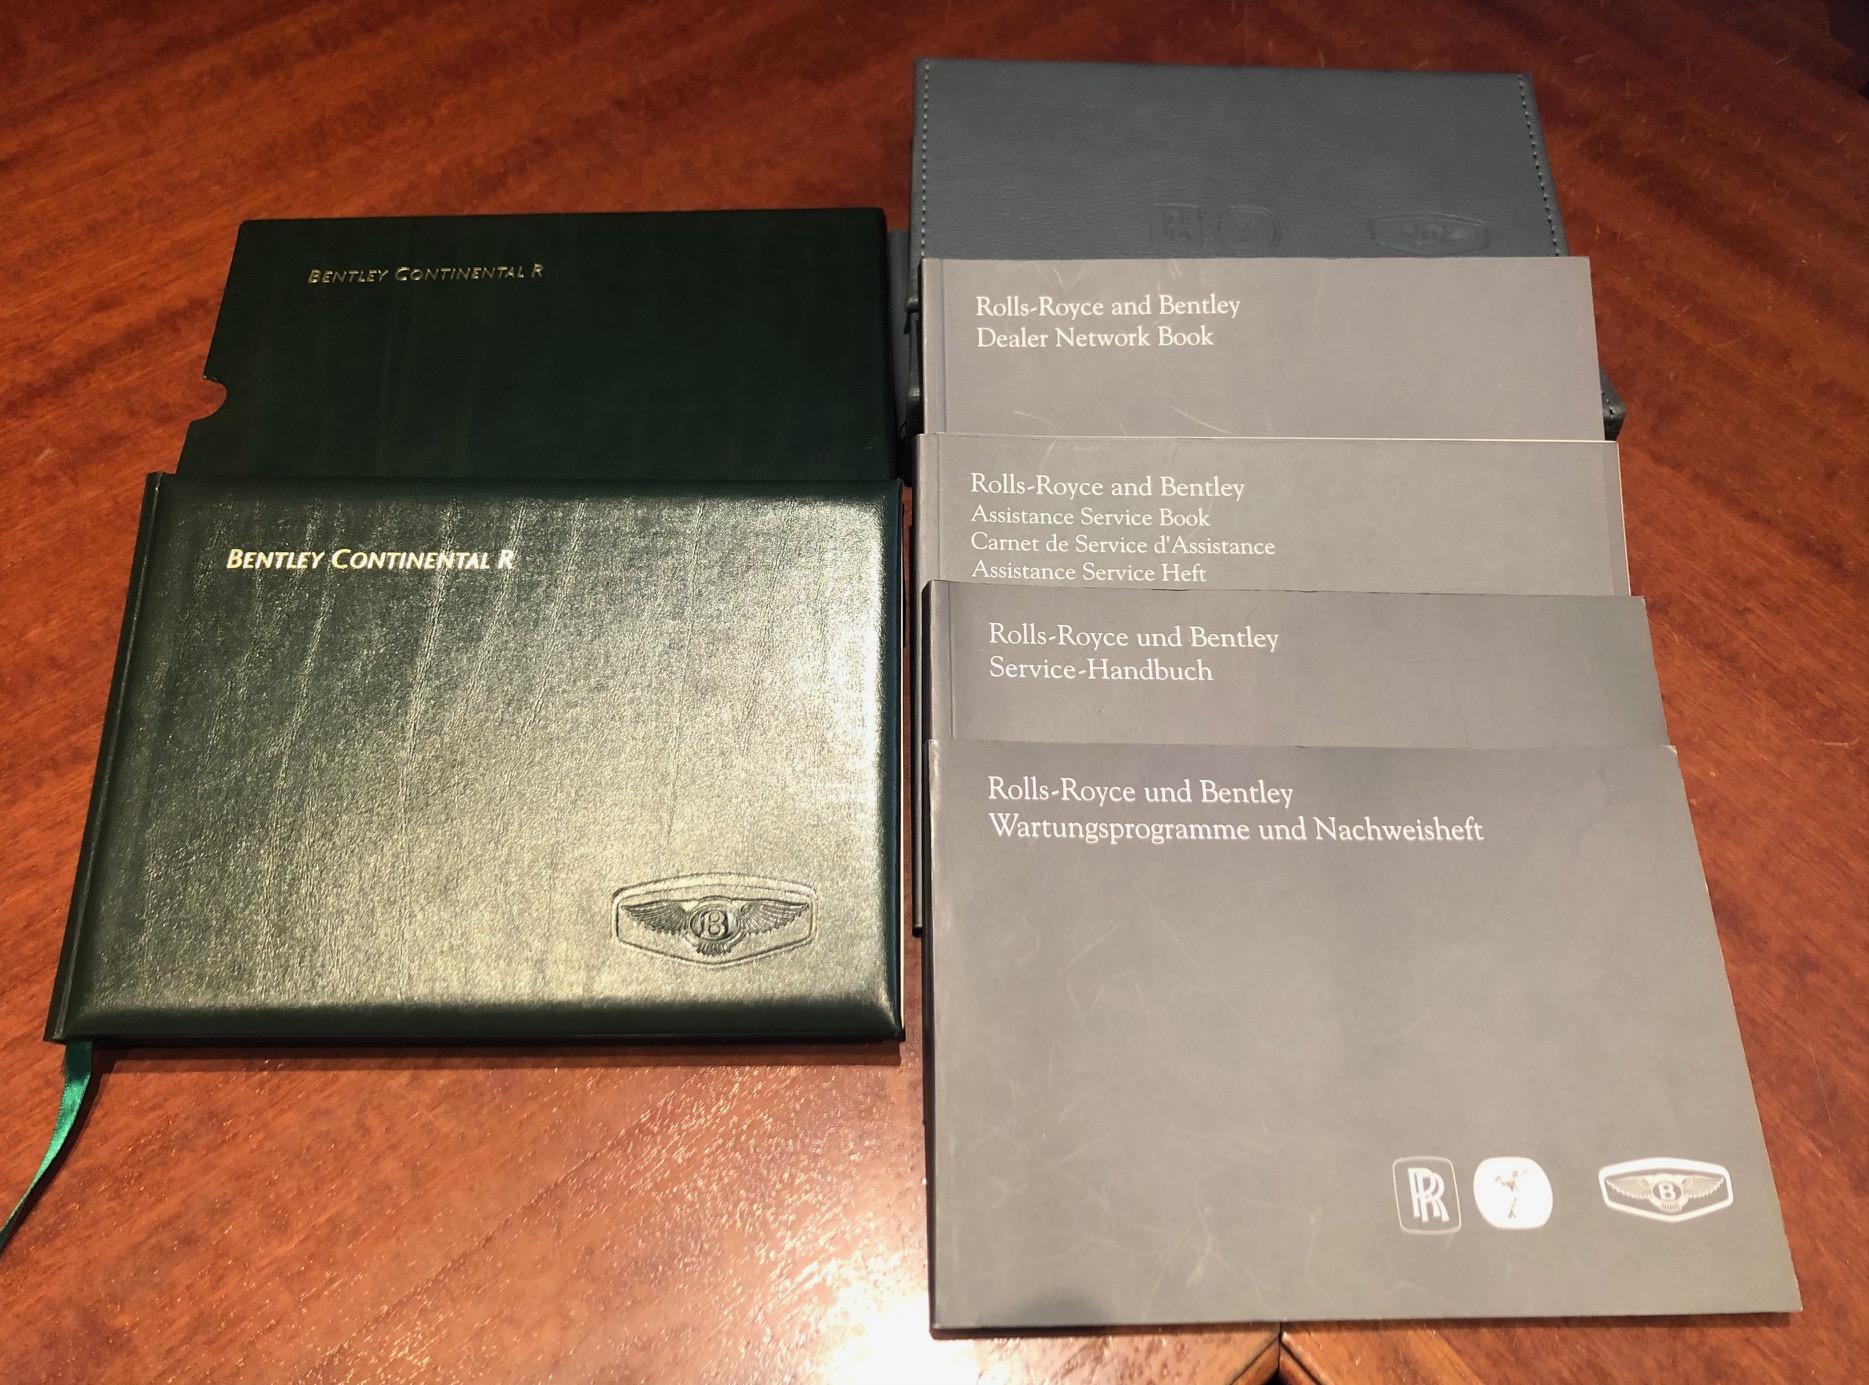 BENTLEY CONTINENTAL R
BENTLEY CONTINENTAL R
B
Rolls-Royce and Bentley
Dealer Network Book
Rolls-Royce and Bentley
Assistance Service Book
Carnet de Service d'Assistance
Assistance Service Heft
Rolls-Royce und Bentley
Service-Handbuch
Rolls-Royce und Bentley
Wartungsprogramme und Nachweisheft
RR
B